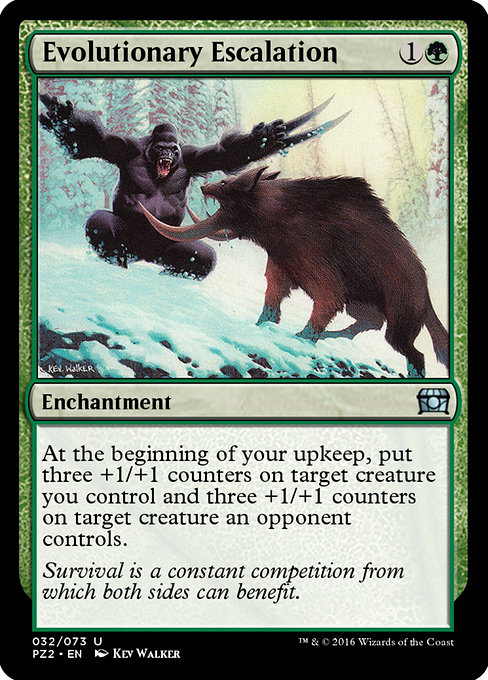 Evolutionary Escalation 1
KEV WALKER
Enchantment
At the beginning of your upkeep, put
three +1/+1 counters on target creature
you control and three +1/+1 counters
on target creature an opponent
controls.
Survival is a constant competition from
which both sides can benefit.
032/073 U
PZ2 • EN Kev Walker
™ & © 2016 Wizards of the Coast